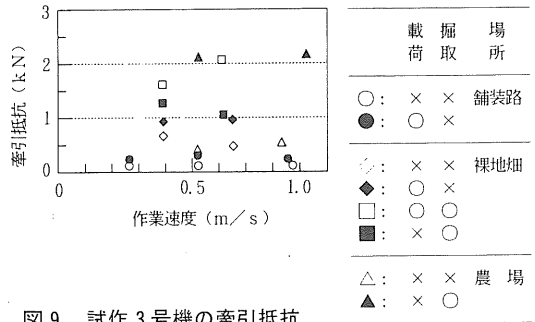 3
2
1
0
牽引抵抗（kN）
0 0.5 1.0
作業速度（m／s）
載荷 掘取 場所
○： × × 舗装路
●： ○ ×
◇： × × 裸地畑
◆： ○ ×
□： ○ ○
■： × ○
△： × × 農場
▲： × ○
図9 試作3号機の牽引抵抗